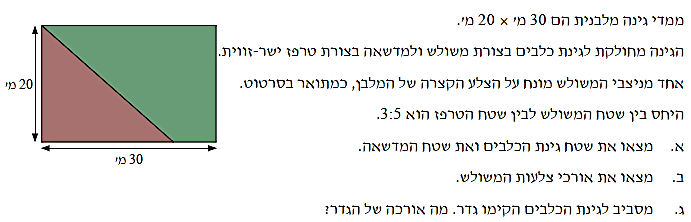 ממדי גינה מלבנית הם 30 מ' × 20 מ'.
הגינה מחולקת לגינת כלבים בצורת משולש ולמדשאה בצורת טרפז ישר-זווית.
אחד מניצבי המשולש מונח על הצלע הקצרה של המלבן, כמתואר בסרטוט.
היחס בין שטח המשולש לבין שטח הטרפז הוא 3:5.
א. מצאו את שטח גינת הכלבים ואת שטח המדשאה.
ב. מצאו את אורכי צלעות המשולש.
ג. מסביב לגינת הכלבים הקימו גדר. מה אורכה של הגדר?
20 מ'
30 מ'